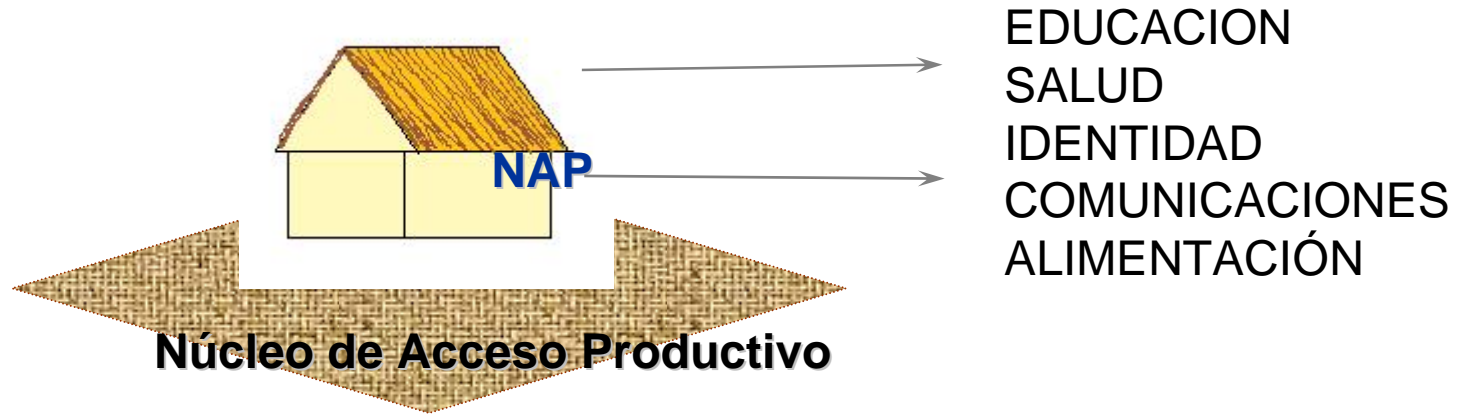 EDUCACION
SALUD
IDENTIDAD
COMUNICACIONES
ALIMENTACIÓN
NAP
Núcleo de Acceso Productivo